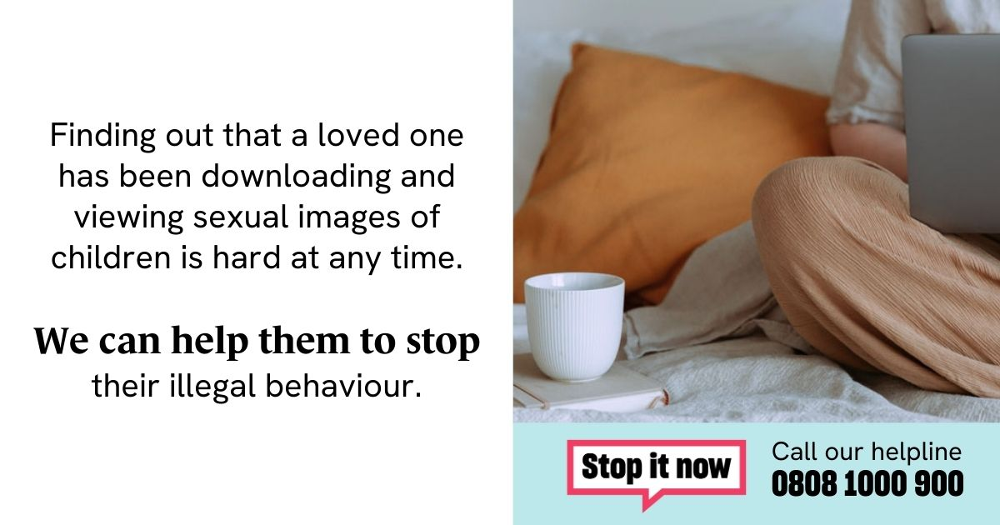 Finding out that a loved one
has been downloading and
viewing sexual images of
children is hard at any time.
We can help them to stop
their illegal behaviour.
Stop it now
Call our helpline
0808 1000 900